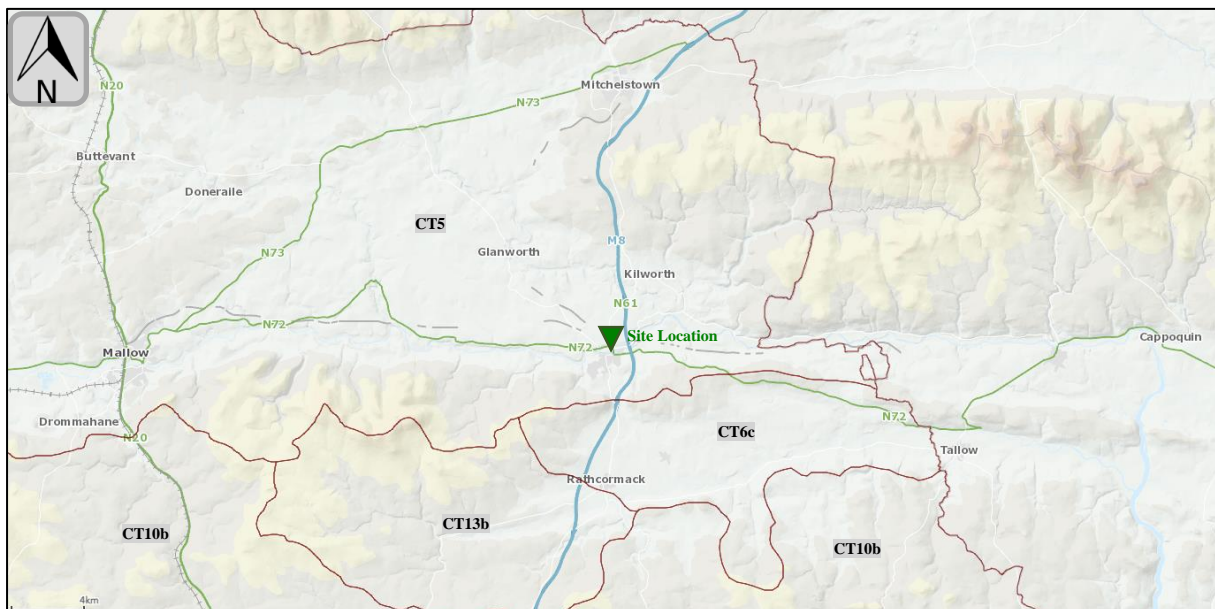 N
N20
Mitchelstown
N73
Buttevant
Doneraile
CT5
M8
Glanworth
Kilworth
N73
N61
N72
Site Location
Cappoquin
Mallow
N72
Drommahane
N72
N20
CT6c
Tallow
Rathcormack
CT13b
CT10b
CT10b
4km